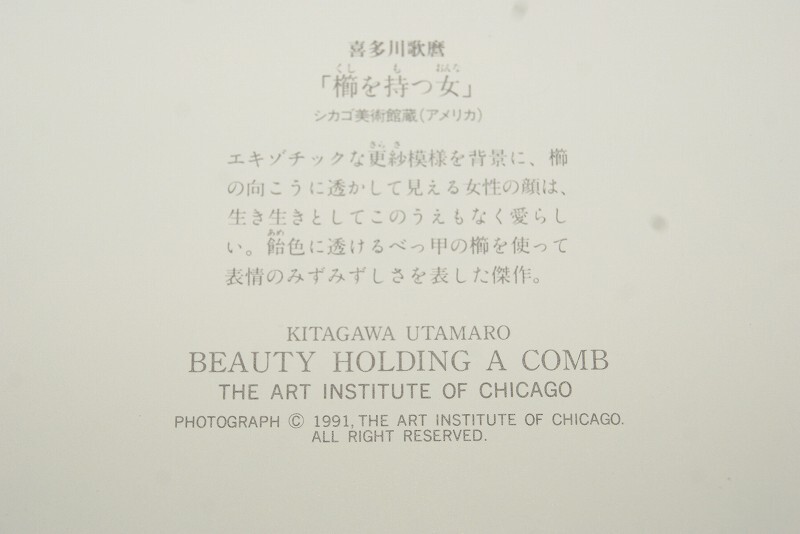 喜多川歌麿
「櫛を持つ女」
シカゴ美術館蔵(アメリカ)
エキゾチックな更紗模様を背景に、櫛
の向こうに透かして見える女性の顔は、
生き生きとしてこのうえもなく愛らし
い。飴色に透けるべっ甲の櫛を使って
表情のみずみずしさを表した傑作。
KITAGAWA UTAMARO
BEAUTY HOLDING A COMB
THE ART INSTITUTE OF CHICAGO
PHOTOGRAPH © 1991, THE ART INSTITUTE OF CHICAGO.
ALL RIGHT RESERVED.